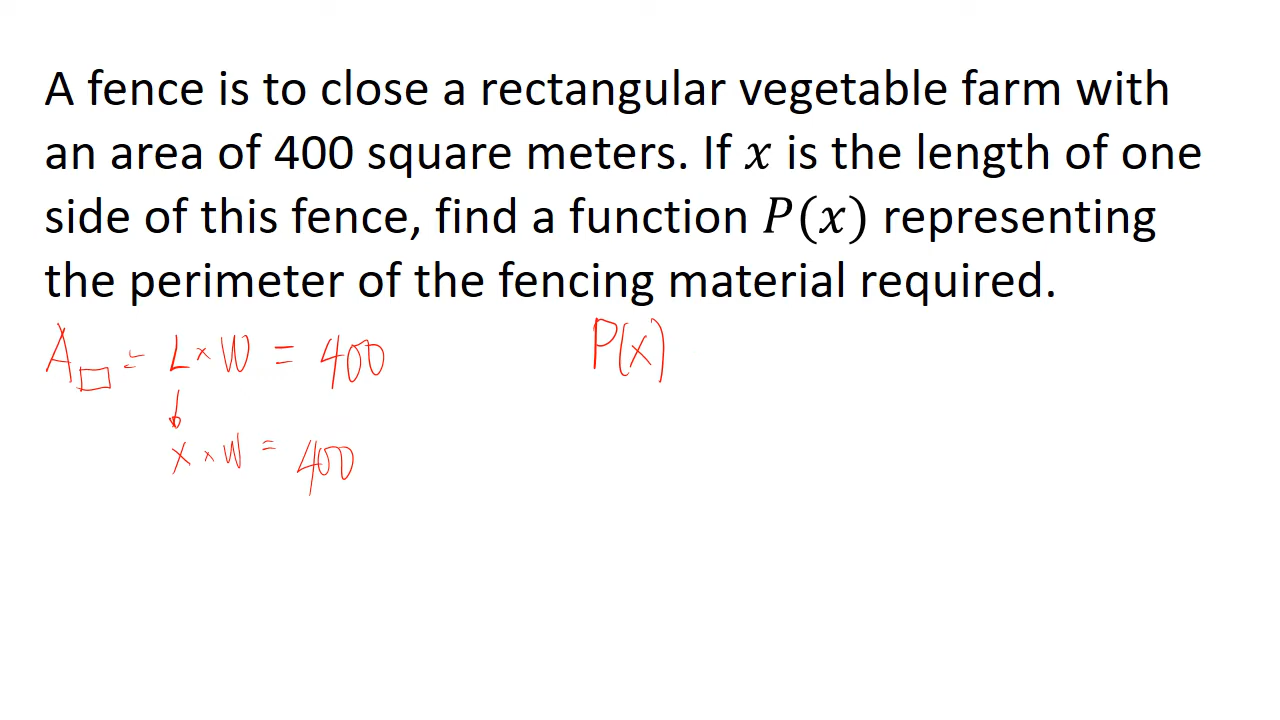 A fence is to close a rectangular vegetable farm with
an area of 400 square meters. If 𝑥 is the length of one
side of this fence, find a function 𝑃(𝑥) representing
the perimeter of the fencing material required.
A□ = L × W = 400
P(x)
x × W = 400